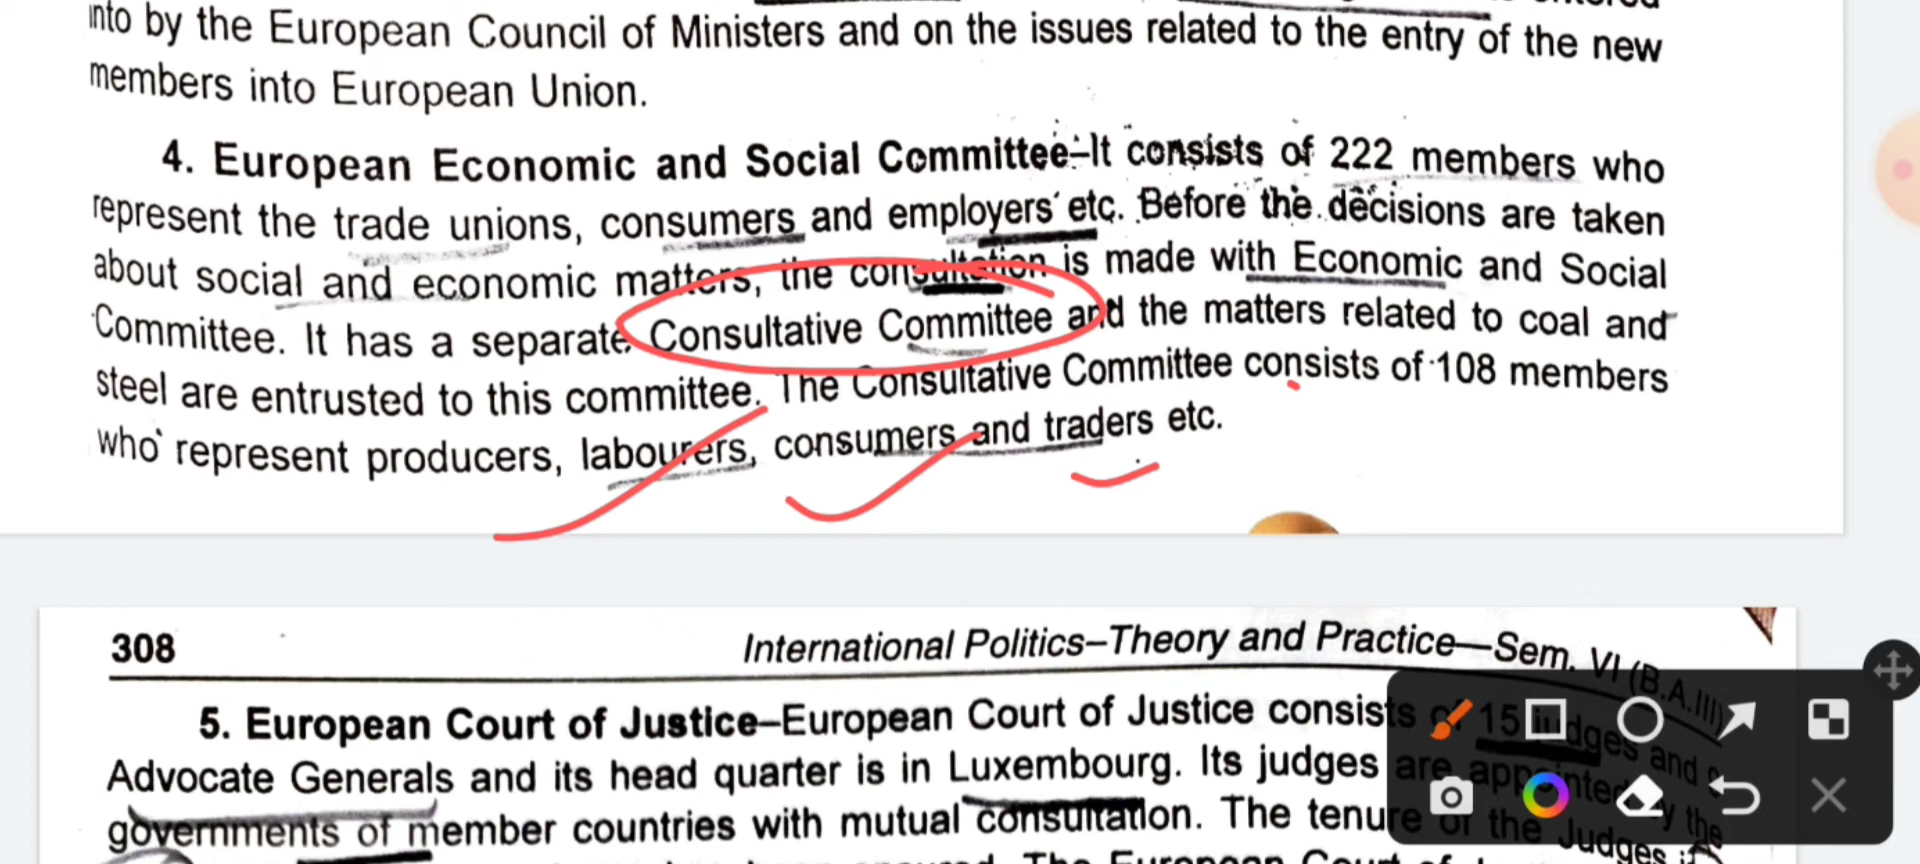 into by the European Council of Ministers and on the issues related to the entry of the new
members into European Union.
4. European Economic and Social Committee–It consists of 222 members who
represent the trade unions, consumers and employers etc. Before the decisions are taken
about social and economic matters, the consultation is made with Economic and Social
Committee. It has a separate Consultative Committee and the matters related to coal and
steel are entrusted to this committee. The Consultative Committee consists of 108 members
who represent producers, labourers, consumers and traders etc.
308 International Politics–Theory and Practice—Sem. VI (B.A.III)
5. European Court of Justice–European Court of Justice consists of 15 judges and
Advocate Generals and its head quarter is in Luxembourg. Its judges are appointed by the
governments of member countries with mutual consultation. The tenure of the Judges is